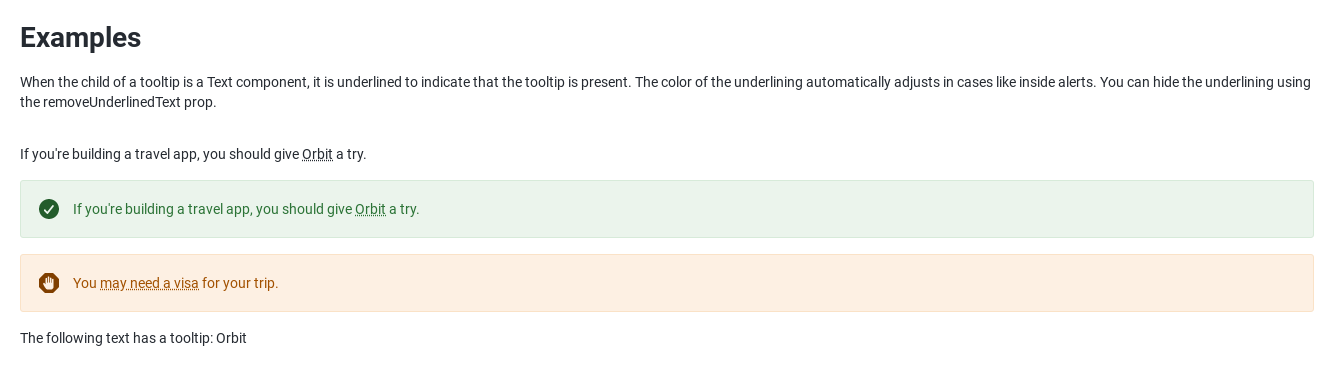 Examples
When the child of a tooltip is a Text component, it is underlined to indicate that the tooltip is present. The color of the underlining automatically adjusts in cases like inside alerts. You can hide the underlining using
the removeUnderlinedText prop.
If you're building a travel app, you should give Orbit a try.
If you're building a travel app, you should give Orbit a try.
You may need a visa for your trip.
The following text has a tooltip: Orbit